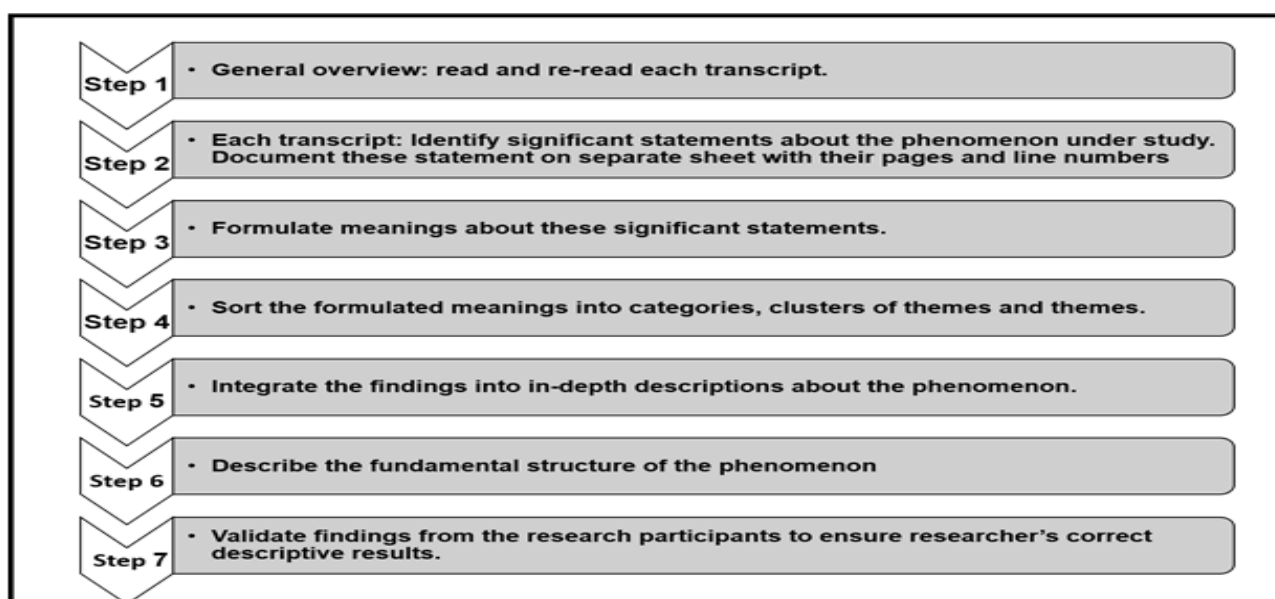 Step 1
• General overview: read and re-read each transcript.
Step 2
• Each transcript: Identify significant statements about the phenomenon under study.
Document these statement on separate sheet with their pages and line numbers
Step 3
• Formulate meanings about these significant statements.
Step 4
• Sort the formulated meanings into categories, clusters of themes and themes.
Step 5
• Integrate the findings into in-depth descriptions about the phenomenon.
Step 6
• Describe the fundamental structure of the phenomenon
Step 7
• Validate findings from the research participants to ensure researcher’s correct
descriptive results.